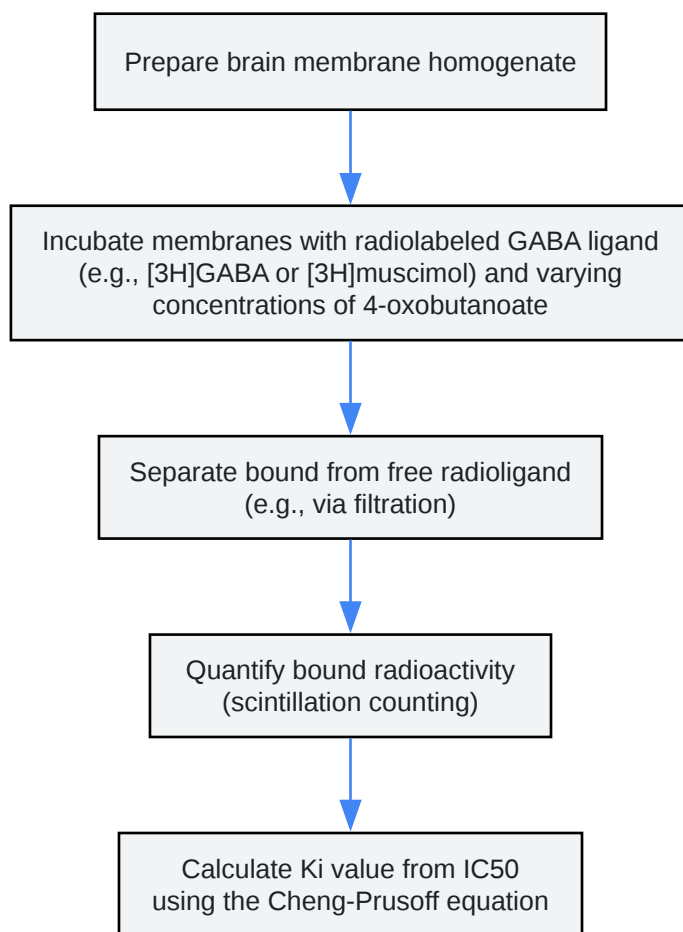 Prepare brain membrane homogenate
Incubate membranes with radiolabeled GABA ligand
(e.g., [3H]GABA or [3H]muscimol) and varying
concentrations of 4-oxobutanoate
Separate bound from free radioligand
(e.g., via filtration)
Quantify bound radioactivity
(scintillation counting)
Calculate Ki value from IC50
using the Cheng-Prusoff equation